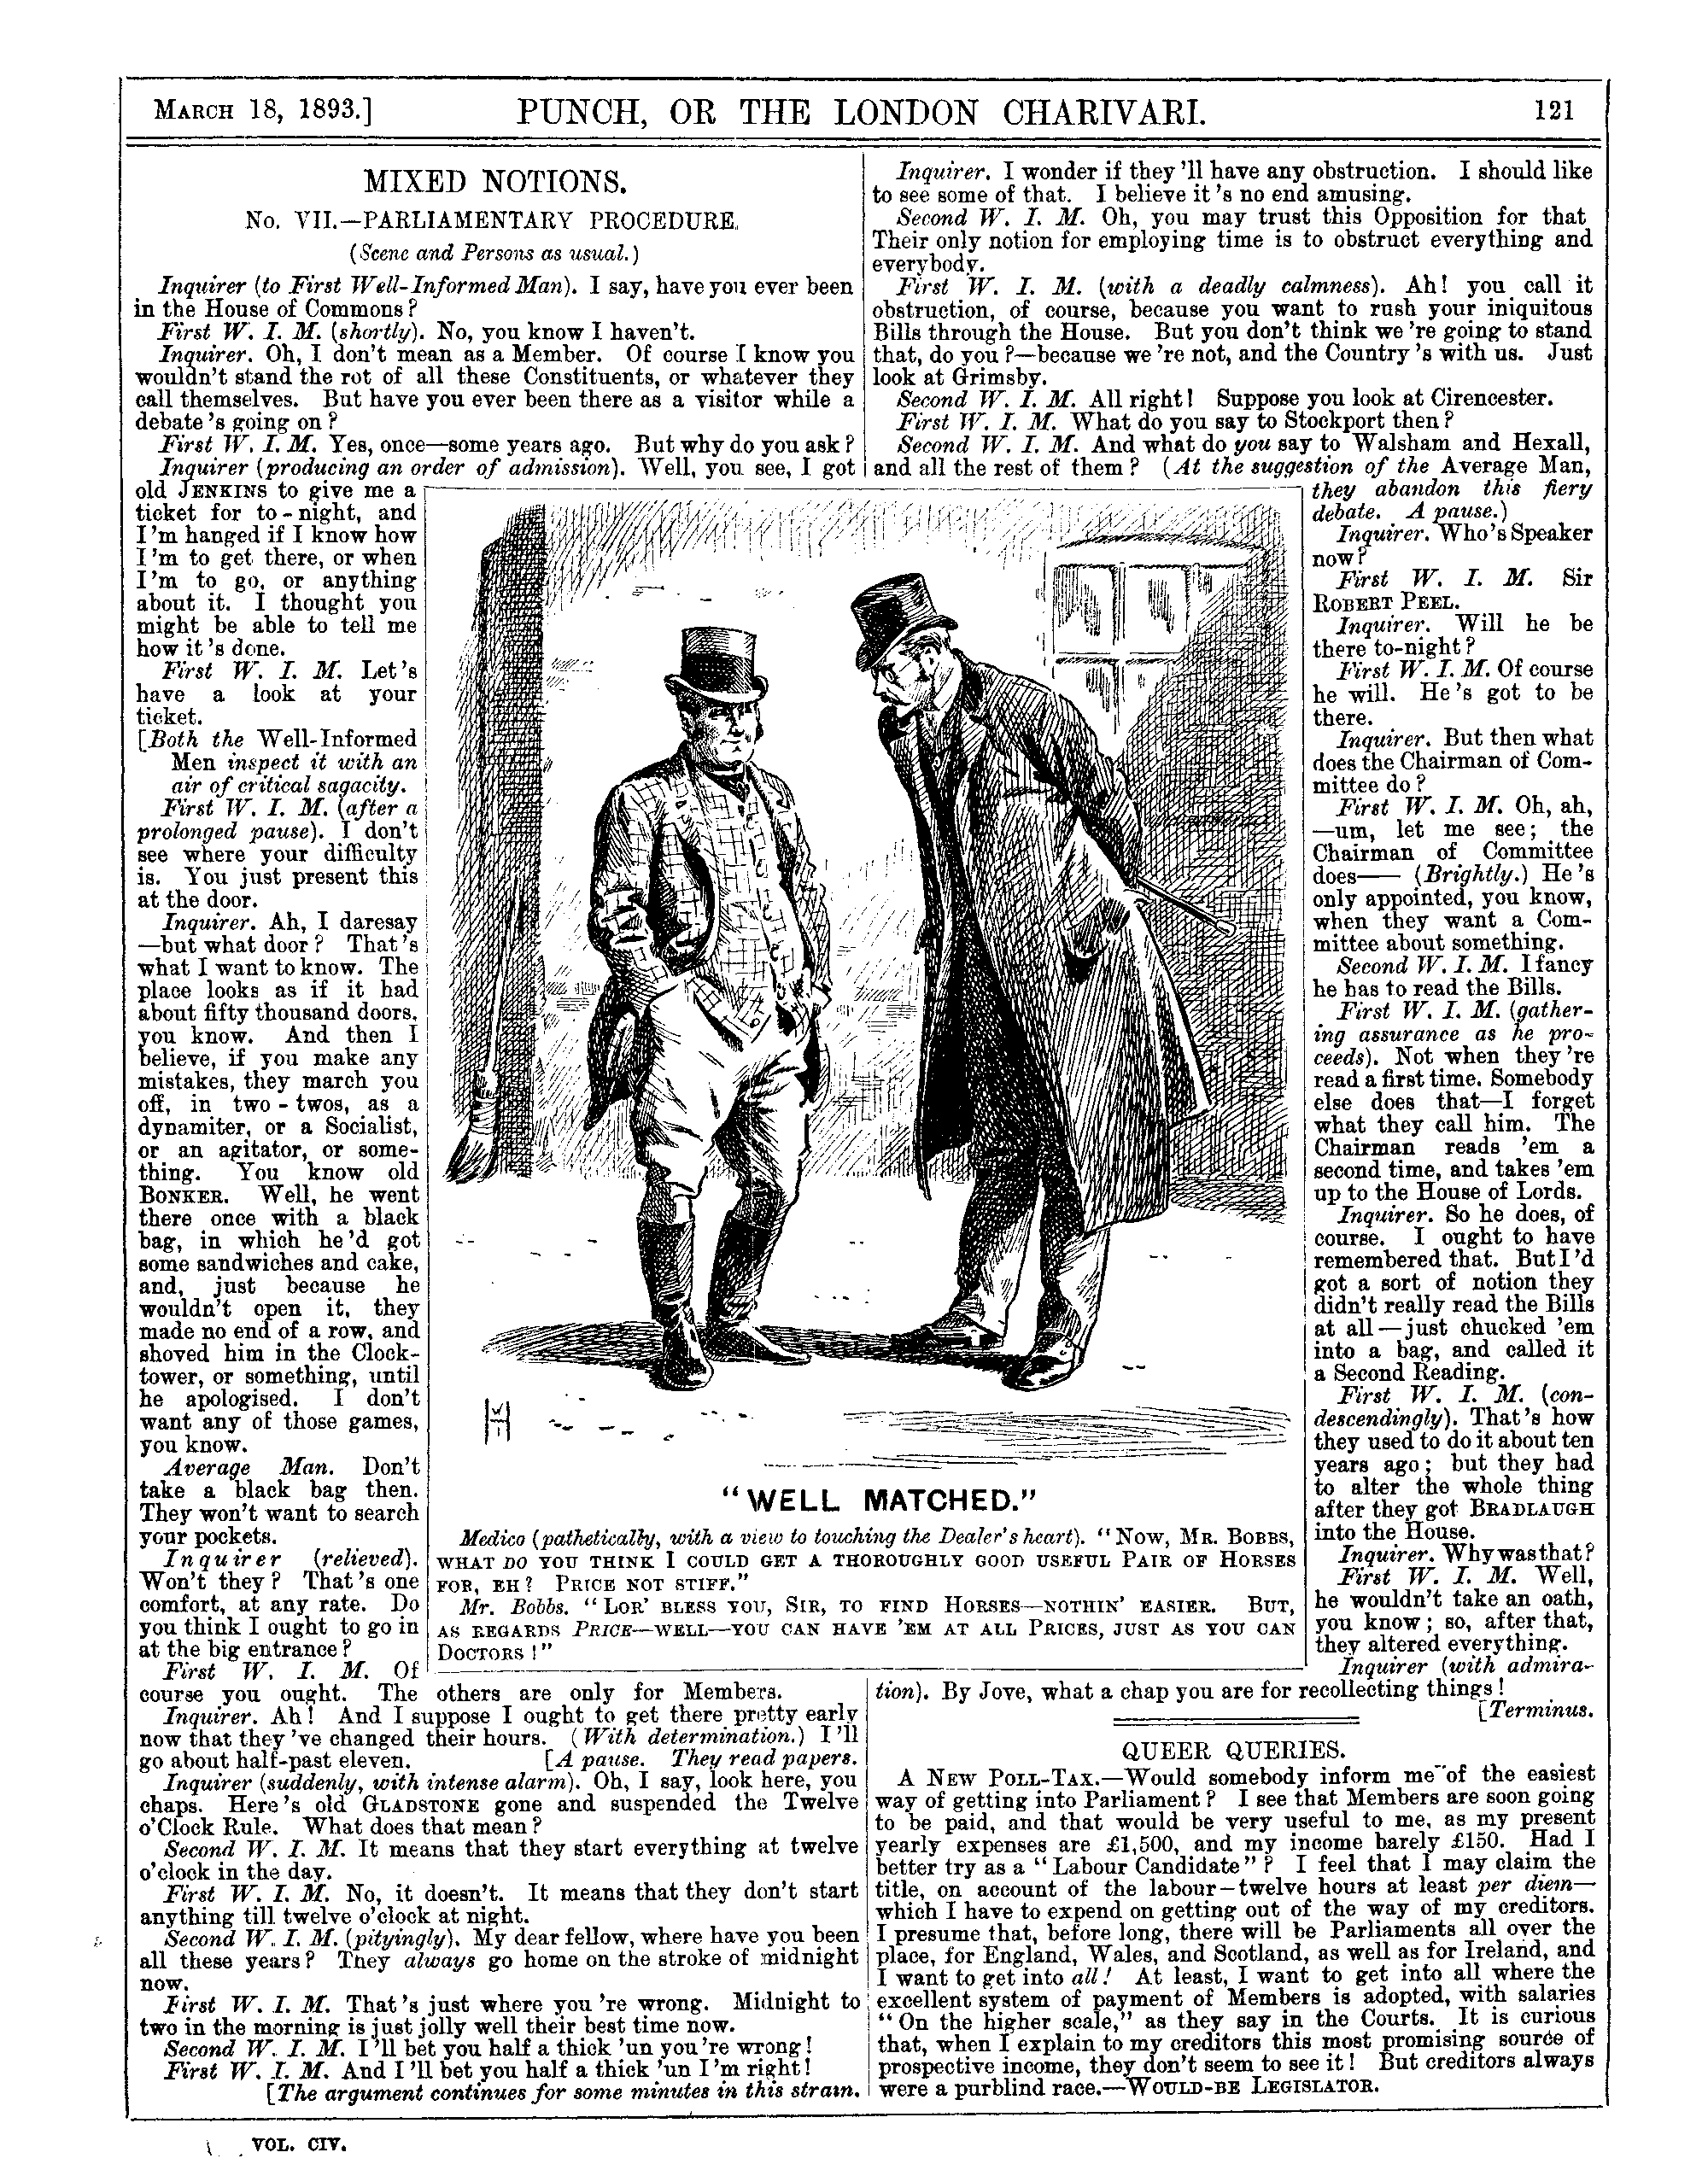 MARCH 18, 1893.]
PUNCH, OR THE LONDON CHARIVARI.
121
MIXED NOTIONS.
No. VII.—PARLIAMENTARY PROCEDURE.
(Scene and Persons as usual.)
Inquirer (to First Well-Informed Man). I say, have you ever been
in the House of Commons?
First W. I. M. (shortly). No, you know I haven't.
Inquirer. Oh, I don't mean as a Member. Of course I know you
wouldn't stand the rot of all these Constituents, or whatever they
call themselves. But have you ever been there as a visitor while a
debate's going on?
First W. I. M. Yes, once—some years ago. But why do you ask?
Inquirer (producing an order of admission). Well, you see, I got
old JENKINS to give me a
ticket for to-night, and
I'm hanged if I know how
I'm to get there, or when
I'm to go, or anything
about it. I thought you
might be able to tell me
how it's done.
First W. I. M. Let's
have a look at your
ticket.
[Both the Well-Informed
Men inspect it with an
air of critical sagacity.
First W. I. M. (after a
prolonged pause). I don't
see where your difficulty
is. You just present this
at the door.
Inquirer. Ah, I daresay
—but what door? That's
what I want to know. The
place looks as if it had
about fifty thousand doors,
you know. And then I
believe, if you make any
mistakes, they march you
off, in two-twos, as a
dynamiter, or a Socialist,
or an agitator, or some-
thing. You know old
BONKER. Well, he went
there once with a black
bag, in which he'd got
some sandwiches and cake,
and, just because he
wouldn't open it, they
made no end of a row, and
shoved him in the Clock-
tower, or something, until
he apologised. I don't
want any of those games,
you know.
Average Man. Don't
take a black bag then.
They won't want to search
your pockets.
Inquirer (relieved).
Won't they? That's one
comfort, at any rate. Do
you think I ought to go in
at the big entrance?
First W. I. M. Of
course you ought. The others are only for Members.
Inquirer. Ah! And I suppose I ought to get there pretty early
now that they've changed their hours. (With determination.) I'll
go about half-past eleven. [A pause. They read papers.
Inquirer (suddenly, with intense alarm). Oh, I say, look here, you
chaps. Here's old GLADSTONE gone and suspended the Twelve
o'Clock Rule. What does that mean?
Second W. I. M. It means that they start everything at twelve
o'clock in the day.
First W. I. M. No, it doesn't. It means that they don't start
anything till twelve o'clock at night.
Second W. I. M. (pityingly). My dear fellow, where have you been
all these years? They always go home on the stroke of midnight
now.
First W. I. M. That's just where you're wrong. Midnight to
two in the morning is just jolly well their best time now.
Second W. I. M. I'll bet you half a thick 'un you're wrong!
First W. I. M. And I'll bet you half a thick 'un I'm right!
[The argument continues for some minutes in this strain.
WH
"WELL MATCHED."
Medico (pathetically, with a view to touching the Dealer's heart). "NOW, MR. BOBBS,
WHAT DO YOU THINK I COULD GET A THOROUGHLY GOOD USEFUL PAIR OF HORSES
FOR, EH? PRICE NOT STIFF."
Mr. Bobbs. "LOR' BLESS YOU, SIR, TO FIND HORSES—NOTHIN' EASIER. BUT,
AS REGARDS PRICE—WELL—YOU CAN HAVE 'EM AT ALL PRICES, JUST AS YOU CAN
DOCTORS!"
Inquirer. I wonder if they'll have any obstruction. I should like
to see some of that. I believe it's no end amusing.
Second W. I. M. Oh, you may trust this Opposition for that
Their only notion for employing time is to obstruct everything and
everybody.
First W. I. M. (with a deadly calmness). Ah! you call it
obstruction, of course, because you want to rush your iniquitous
Bills through the House. But you don't think we're going to stand
that, do you?—because we're not, and the Country's with us. Just
look at Grimsby.
Second W. I. M. All right! Suppose you look at Cirencester.
First W. I. M. What do you say to Stockport then?
Second W. I. M. And what do you say to Walsham and Hexall,
and all the rest of them? (At the suggestion of the Average Man,
they abandon this fiery
debate. A pause.)
Inquirer. Who's Speaker
now?
First W. I. M. Sir
ROBERT PEEL.
Inquirer. Will he be
there to-night?
First W. I. M. Of course
he will. He's got to be
there.
Inquirer. But then what
does the Chairman of Com-
mittee do?
First W. I. M. Oh, ah,
—um, let me see; the
Chairman of Committee
does—— (Brightly.) He's
only appointed, you know,
when they want a Com-
mittee about something.
Second W. I. M. I fancy
he has to read the Bills.
First W. I. M. (gather-
ing assurance as he pro-
ceeds). Not when they're
read a first time. Somebody
else does that—I forget
what they call him. The
Chairman reads 'em a
second time, and takes 'em
up to the House of Lords.
Inquirer. So he does, of
course. I ought to have
remembered that. But I'd
got a sort of notion they
didn't really read the Bills
at all—just chucked 'em
into a bag, and called it
a Second Reading.
First W. I. M. (con-
descendingly). That's how
they used to do it about ten
years ago; but they had
to alter the whole thing
after they got BRADLAUGH
into the House.
Inquirer. Why was that?
First W. I. M. Well,
he wouldn't take an oath,
you know; so, after that,
they altered everything.
Inquirer (with admira-
tion). By Jove, what a chap you are for recollecting things!
[Terminus.
QUEER QUERIES.
A NEW POLL-TAX.—Would somebody inform me of the easiest
way of getting into Parliament? I see that Members are soon going
to be paid, and that would be very useful to me, as my present
yearly expenses are £1,500, and my income barely £150. Had I
better try as a "Labour Candidate"? I feel that I may claim the
title, on account of the labour—twelve hours at least per diem—
which I have to expend on getting out of the way of my creditors.
I presume that, before long, there will be Parliaments all over the
place, for England, Wales, and Scotland, as well as for Ireland, and
I want to get into all! At least, I want to get into all where the
excellent system of payment of Members is adopted, with salaries
"On the higher scale," as they say in the Courts. It is curious
that, when I explain to my creditors this most promising source of
prospective income, they don't seem to see it! But creditors always
were a purblind race.—WOULD-BE LEGISLATOR.
VOL. CIV.